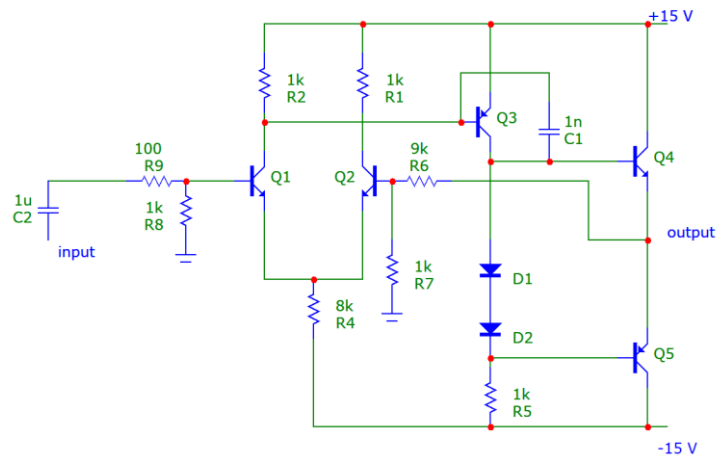 +15 V
1k
R2
1k
R1
Q3
1n
C1
100
R9
9k
R6
Q4
Q1
Q2
1u
C2
1k
R8
input
output
1k
R7
D1
8k
R4
D2
Q5
1k
R5
-15 V